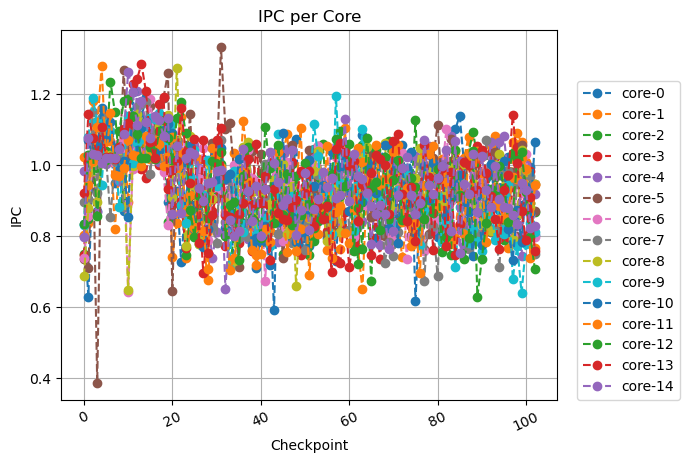 IPC per Core
IPC
1.2
1.0
0.8
0.6
0.4
0
20
40
60
80
100
Checkpoint
core-0
core-1
core-2
core-3
core-4
core-5
core-6
core-7
core-8
core-9
core-10
core-11
core-12
core-13
core-14